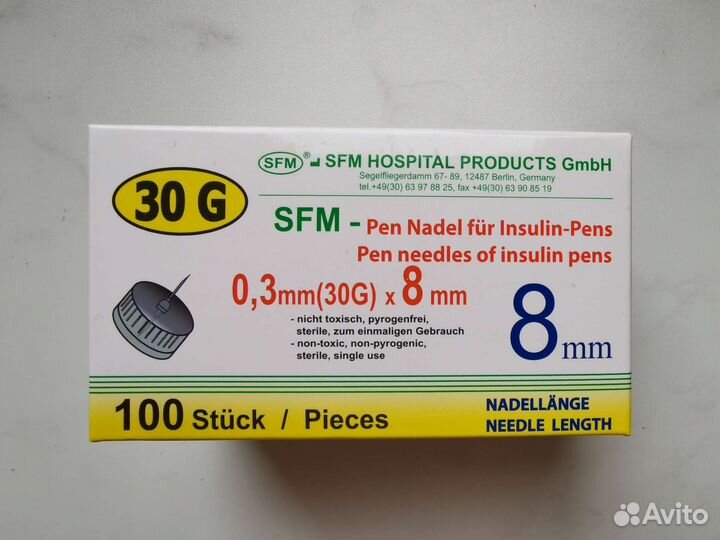 SFM® SFM HOSPITAL PRODUCTS GmbH
Segelfliegerdamm 67- 89, 12487 Berlin, Germany
tel.+49(30) 63 97 88 25, fax +49(30) 63 90 85 19
30 G
SFM - Pen Nadel für Insulin-Pens
Pen needles of insulin pens
0,3mm(30G) x 8 mm
- nicht toxisch, pyrogenfrei,
sterile, zum einmaligen Gebrauch
- non-toxic, non-pyrogenic,
sterile, single use
8mm
100 Stück / Pieces
NADELLÄNGE
NEEDLE LENGTH
Avito